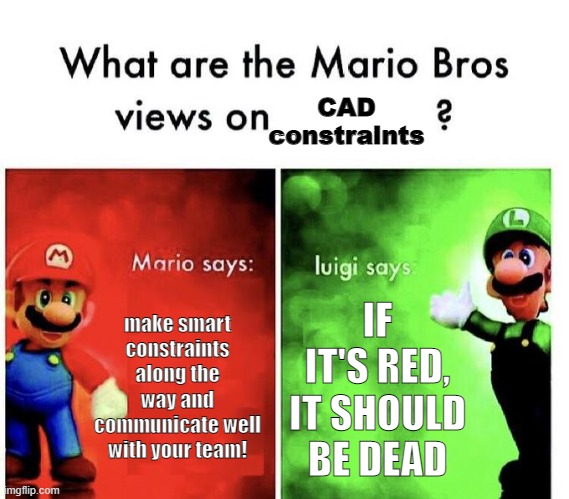 What are the Mario Bros
views on CAD constraInts ?
Mario says:
make smart
constraints
along the
way and
communicate well
with your team!
luigi says:
IF
IT'S RED,
IT SHOULD
BE DEAD
M
L
imgflip.com